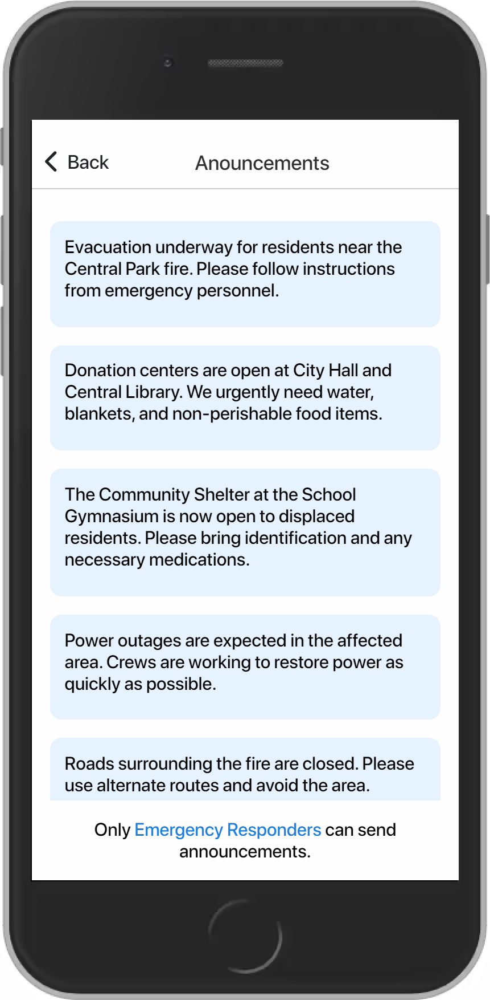 Back
Anouncements
Evacuation underway for residents near the
Central Park fire. Please follow instructions
from emergency personnel.
Donation centers are open at City Hall and
Central Library. We urgently need water,
blankets, and non-perishable food items.
The Community Shelter at the School
Gymnasium is now open to displaced
residents. Please bring identification and any
necessary medications.
Power outages are expected in the affected
area. Crews are working to restore power as
quickly as possible.
Roads surrounding the fire are closed. Please
use alternate routes and avoid the area.
Only Emergency Responders can send
announcements.